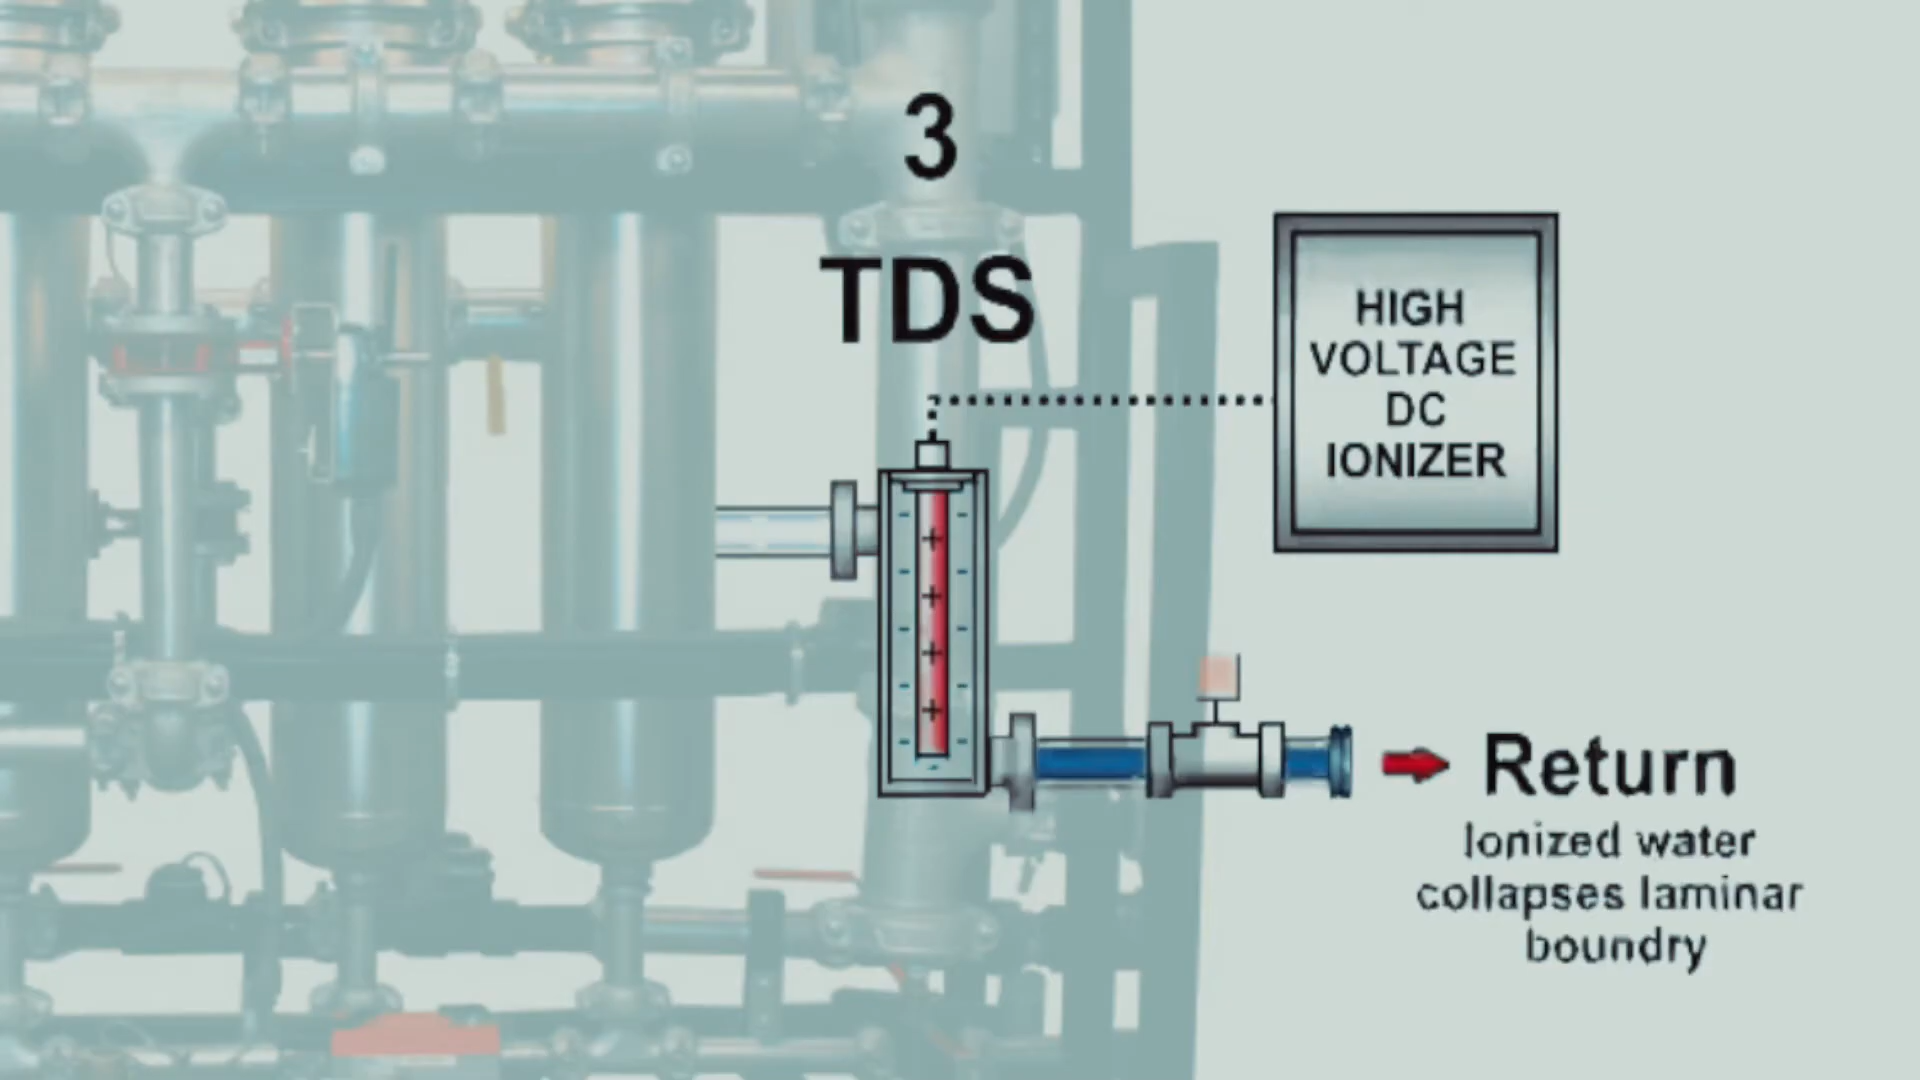 3
TDS
HIGH
VOLTAGE
DC
IONIZER
Return
Ionized water
collapses laminar
boundry